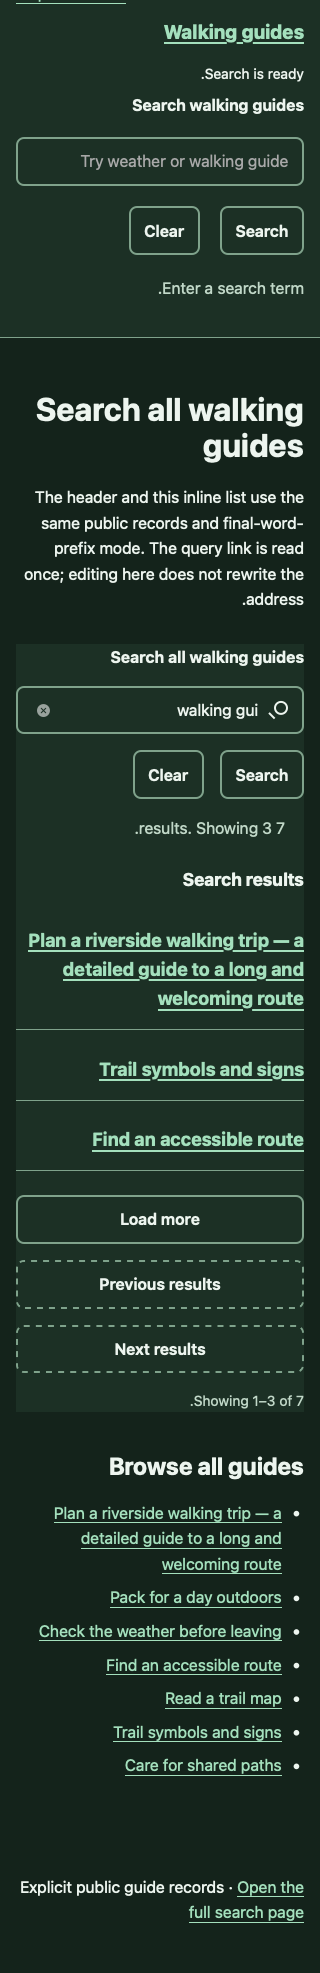 Walking guides
.Search is ready
Search walking guides
Try weather or walking guide
Search
Clear
.Enter a search term
Search all walking
guides
The header and this inline list use the
same public records and final-word-
prefix mode. The query link is read
once; editing here does not rewrite the
.address
Search all walking guides
walking gui
Search
Clear
.results. Showing 3 7
Search results
Plan a riverside walking trip — a
detailed guide to a long and
welcoming route
Trail symbols and signs
Find an accessible route
Load more
Previous results
Next results
.Showing 1–3 of 7
Browse all guides
• Plan a riverside walking trip — a
detailed guide to a long and
welcoming route
• Pack for a day outdoors
• Check the weather before leaving
• Find an accessible route
• Read a trail map
• Trail symbols and signs
• Care for shared paths
Explicit public guide records · Open the
full search page